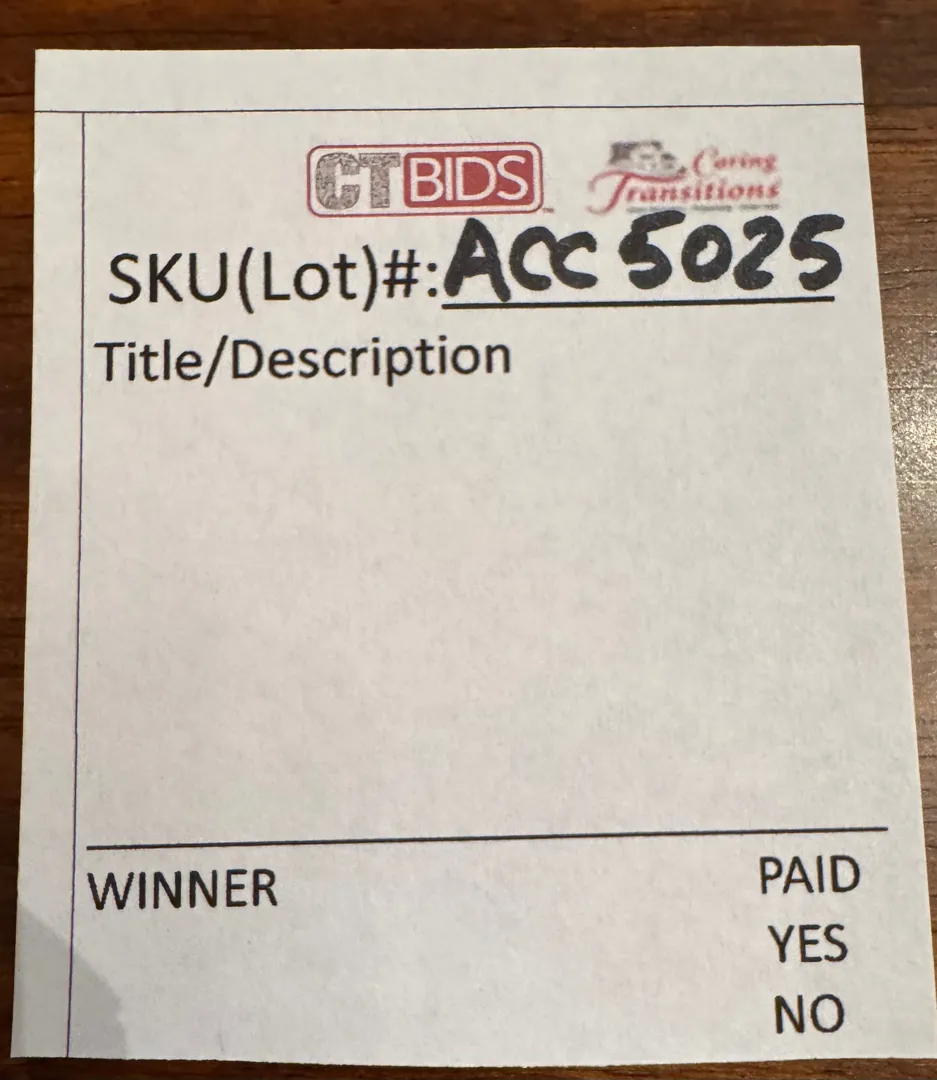 CTBIDS
Caring
Transitions
SKU(Lot)#: ACC 5025
Title/Description
WINNER
PAID
YES
NO